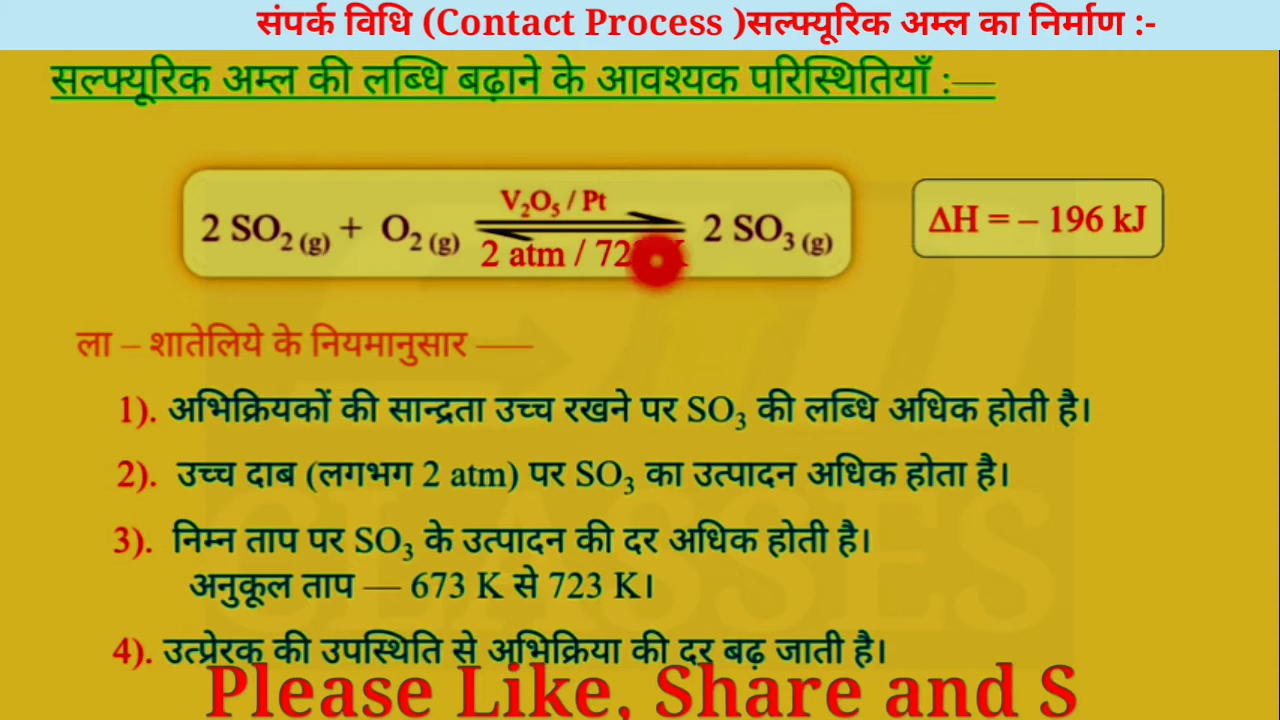 संपर्क विधि (Contact Process )सल्फ्यूरिक अम्ल का निर्माण :-
सल्फ्यूरिक अम्ल की लब्धि बढ़ाने के आवश्यक परिस्थितियाँ :—
V₂O₅ / Pt
2 SO₂ (g) + O₂ (g) ⇌ 2 SO₃ (g)
ΔH = – 196 kJ
2 atm /
ला – शातेलिये के नियमानुसार ——
1). अभिक्रियकों की सान्द्रता उच्च रखने पर SO₃ की लब्धि अधिक होती है।
2). उच्च दाब (लगभग 2 atm) पर SO₃ का उत्पादन अधिक होता है।
3). निम्न ताप पर SO₃ के उत्पादन की दर अधिक होती है।
अनुकूल ताप — 673 K से 723 K।
4). उत्प्रेरक की उपस्थिति से अभिक्रिया की दर बढ़ जाती है।
CLASSES
Please Like, Share and S